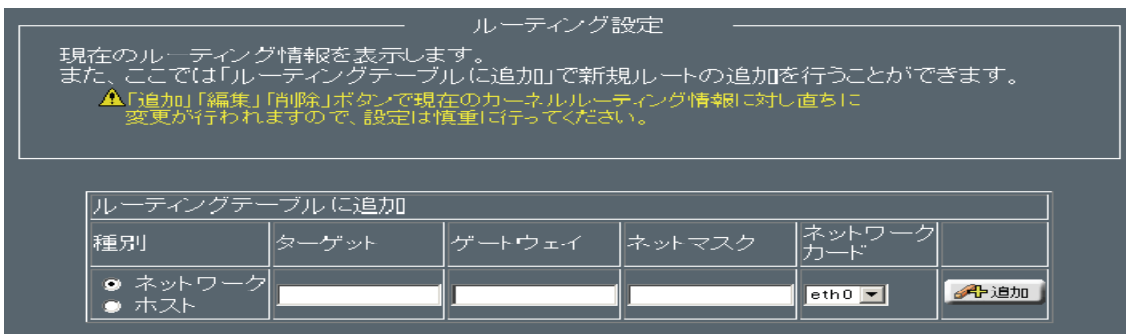 ルーティング設定
現在のルーティング情報を表示します。
また、ここでは「ルーティングテーブルに追加」で新規ルートの追加を行うことができます。
「追加」「編集」「削除」ボタンで現在のカーネルルーティング情報に対し直ちに
変更が行われますので、設定は慎重に行ってください。
ルーティングテーブルに追加
種別 ターゲット ゲートウェイ ネットマスク ネットワーク
カード
ネットワーク
ホスト
eth0 追加